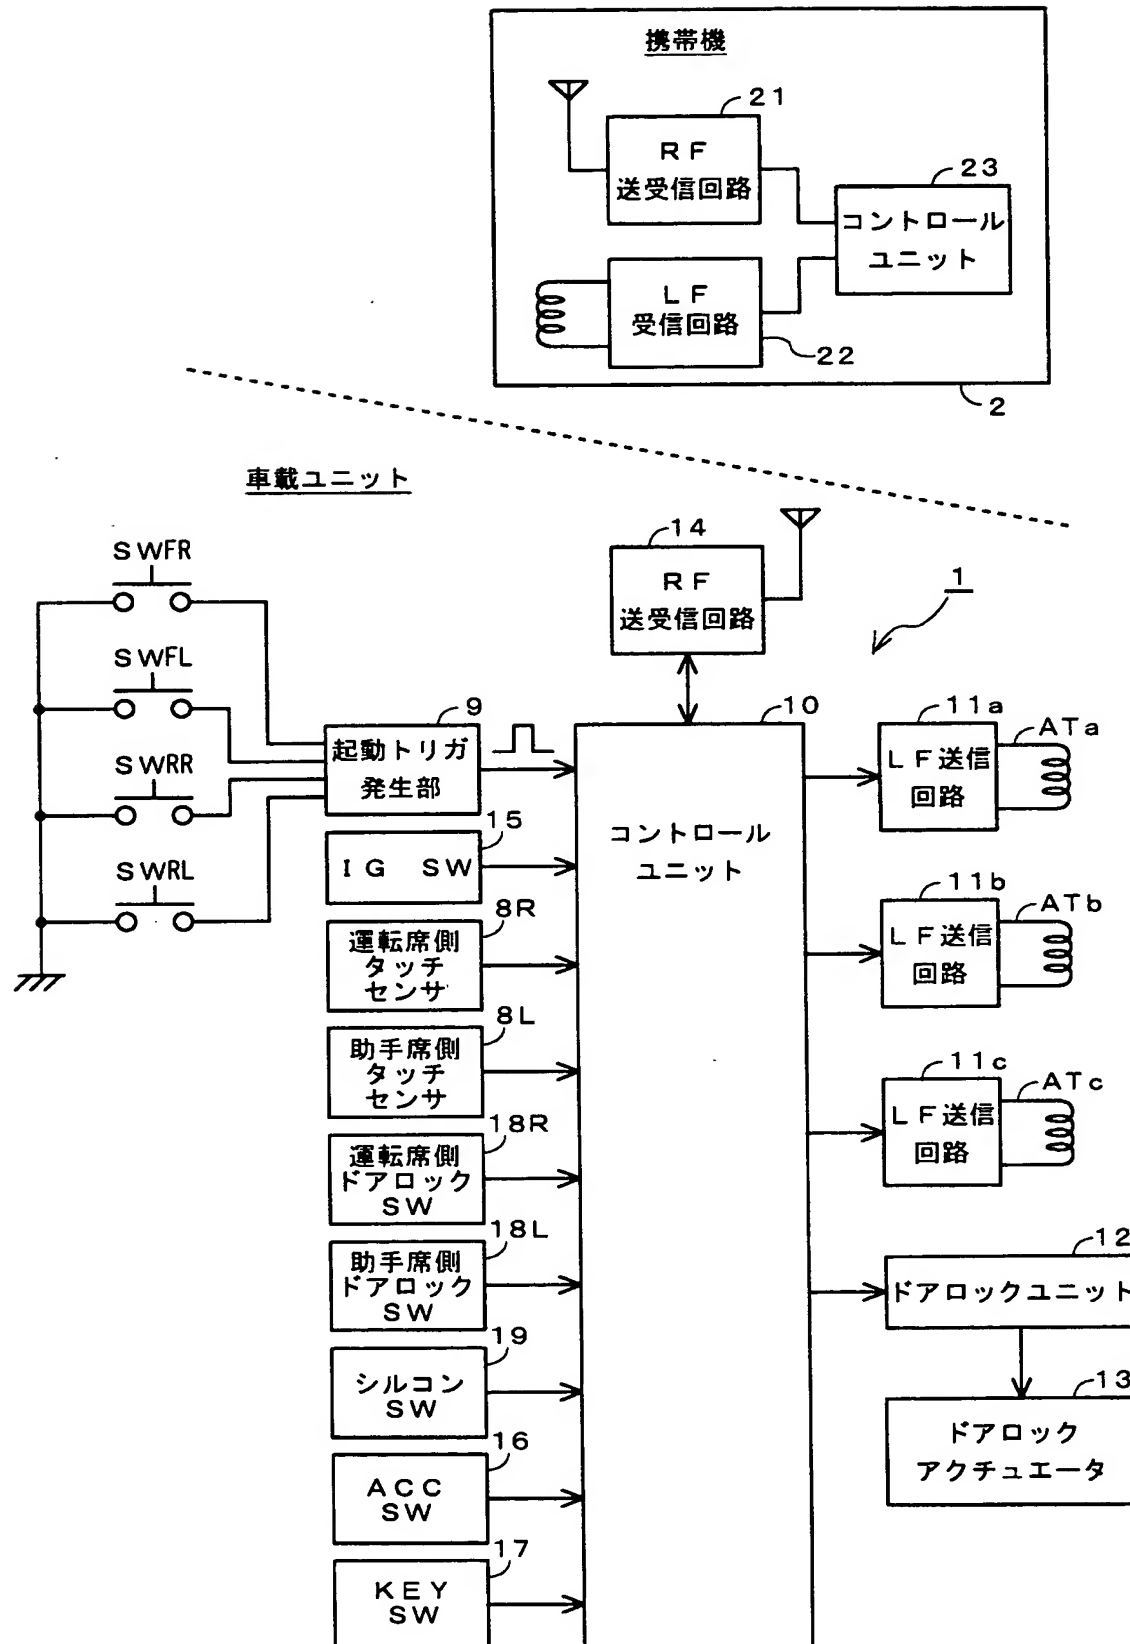 携帯機
21
RF
送受信回路
23
コントロール
ユニット
LF
受信回路
22
2
車載ユニット
14
RF
送受信回路
1
SWFR
SWFL
SWRR
SWRL
9
起動トリガ
発生部
10
コントロール
ユニット
15
IG SW
8R
運転席側
タッチ
センサ
8L
助手席側
タッチ
センサ
18R
運転席側
ドアロック
SW
18L
助手席側
ドアロック
SW
19
シルコン
SW
16
ACC
SW
17
KEY
SW
11a
ATa
LF送信
回路
11b
ATb
LF送信
回路
11c
ATc
LF送信
回路
12
ドアロックユニット
13
ドアロック
アクチュエータ